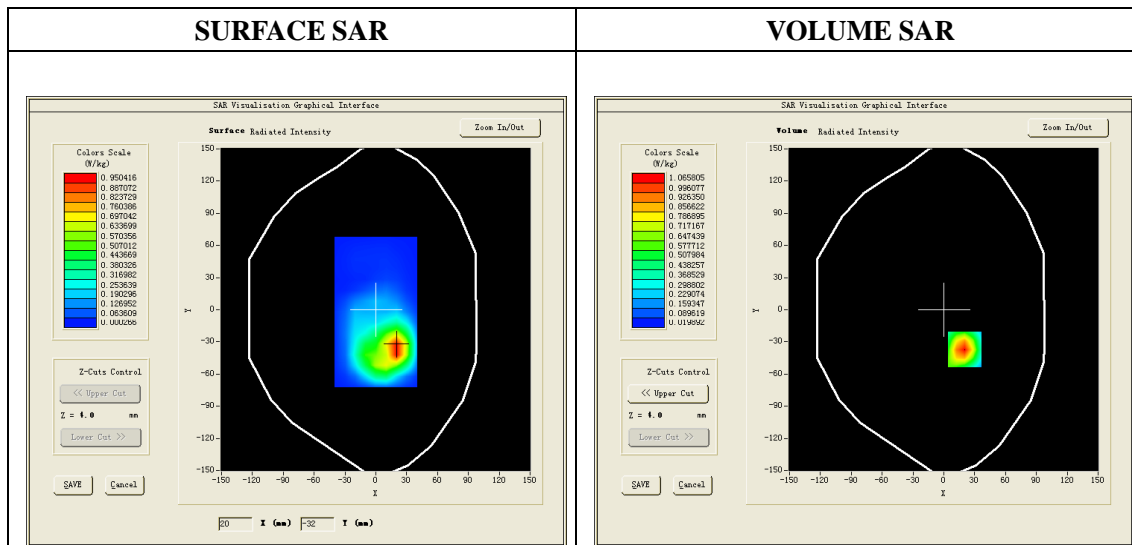 SURFACE SAR
VOLUME SAR
SAR Visualisation Graphical Interface
Surface Radiated Intensity
Zoom In/Out
Colors Scale
(W/kg)
0.950416
0.887072
0.823729
0.760386
0.697042
0.633699
0.570356
0.507012
0.443669
0.380326
0.316982
0.253639
0.190296
0.126952
0.063609
0.000266
150
120
90
60
30
0
-30
-60
-90
-120
-150
Y
-150 -120 -90 -60 -30 0 30 60 90 120 150
X
Z-Cuts Control
<< Upper Cut
Z = 4.0 mm
Lower Cut >>
SAVE Cancel
20 X (mm) -32 Y (mm)
SAR Visualisation Graphical Interface
Volume Radiated Intensity
Zoom In/Out
Colors Scale
(W/kg)
1.065805
0.996077
0.926350
0.856622
0.786895
0.717167
0.647439
0.577712
0.507984
0.438257
0.368529
0.298802
0.229074
0.159347
0.089619
0.019892
150
120
90
60
30
0
-30
-60
-90
-120
-150
Y
-150 -120 -90 -60 -30 0 30 60 90 120 150
X
Z-Cuts Control
<< Upper Cut
Z = 4.0 mm
Lower Cut >>
SAVE Cancel